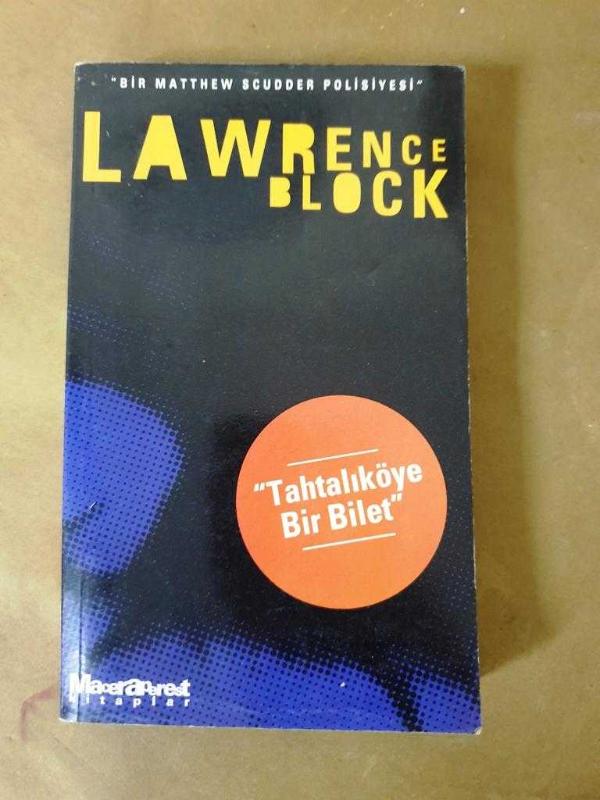 "BİR MATTHEW SCUDDER POLİSİYESİ"
LAWRENCE
BLOCK
"Tahtalıköye
Bir Bilet"
Maceraperest
kitaplar